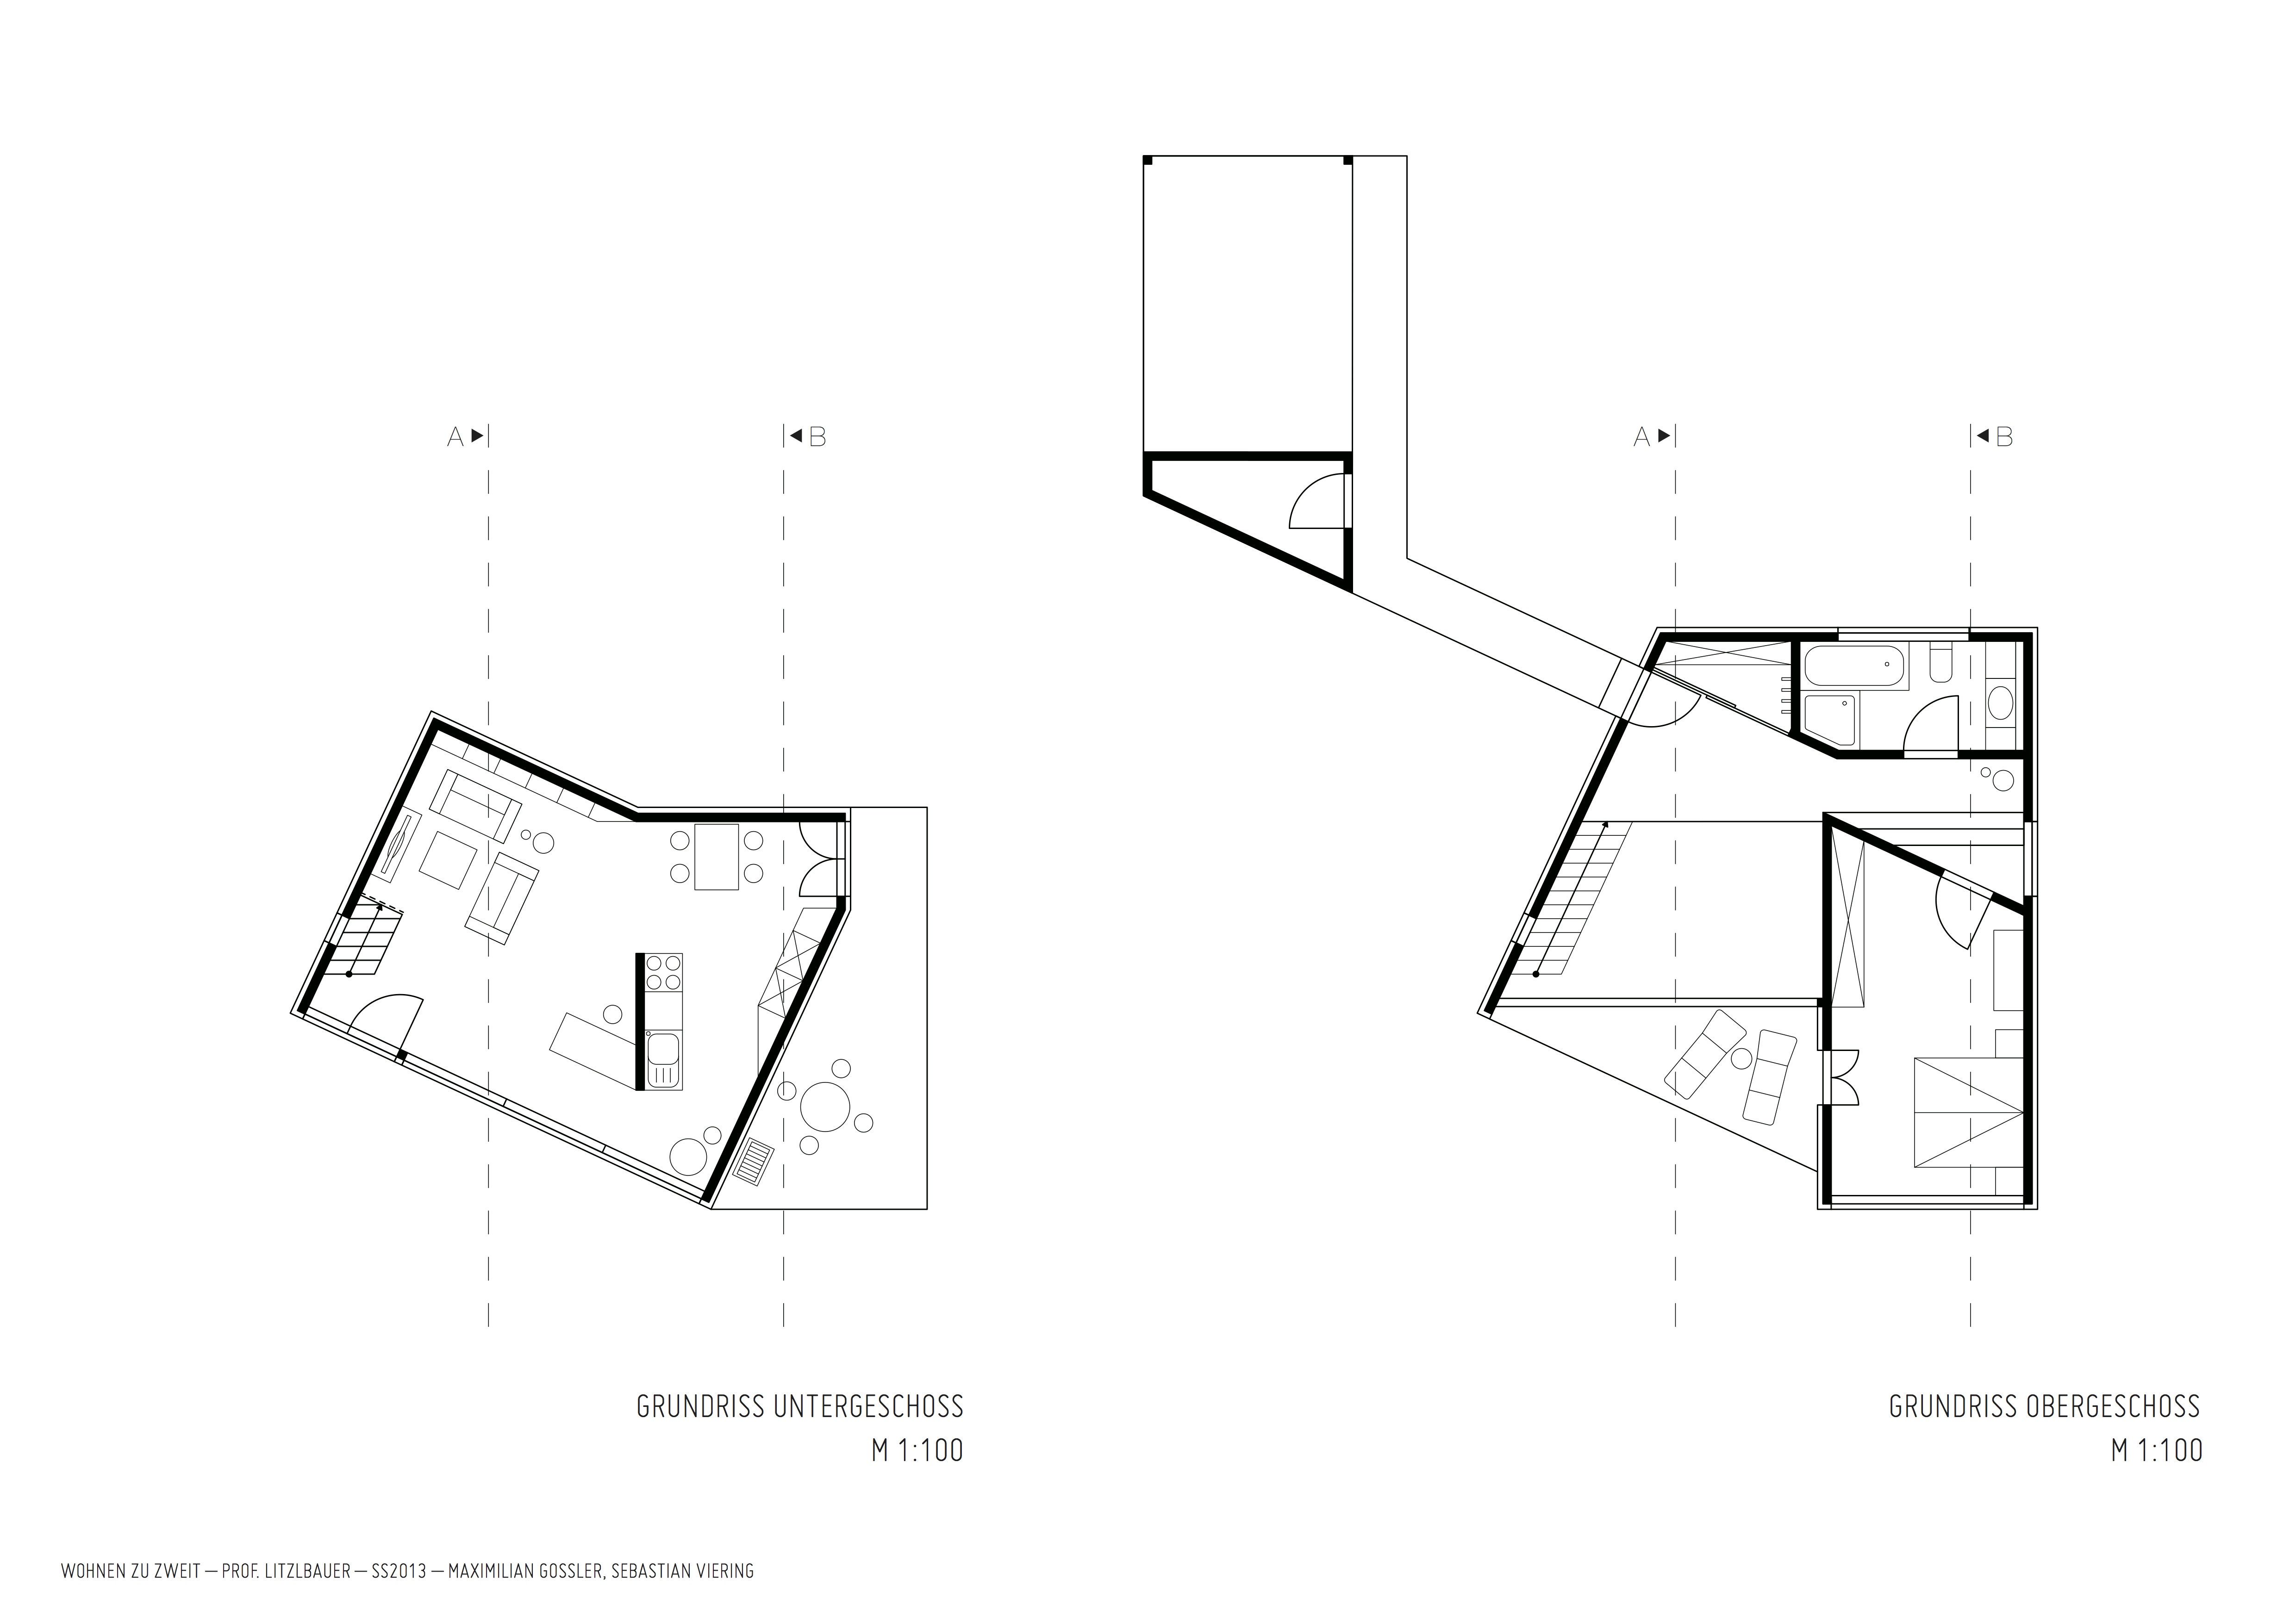 A
B
A
B
GRUNDRISS UNTERGESCHOSS
M 1:100
GRUNDRISS OBERGESCHOSS
M 1:100
WOHNEN ZU ZWEIT — PROF. LITZLBAUER — SS2013 — MAXIMILIAN GOSSLER, SEBASTIAN VIERING